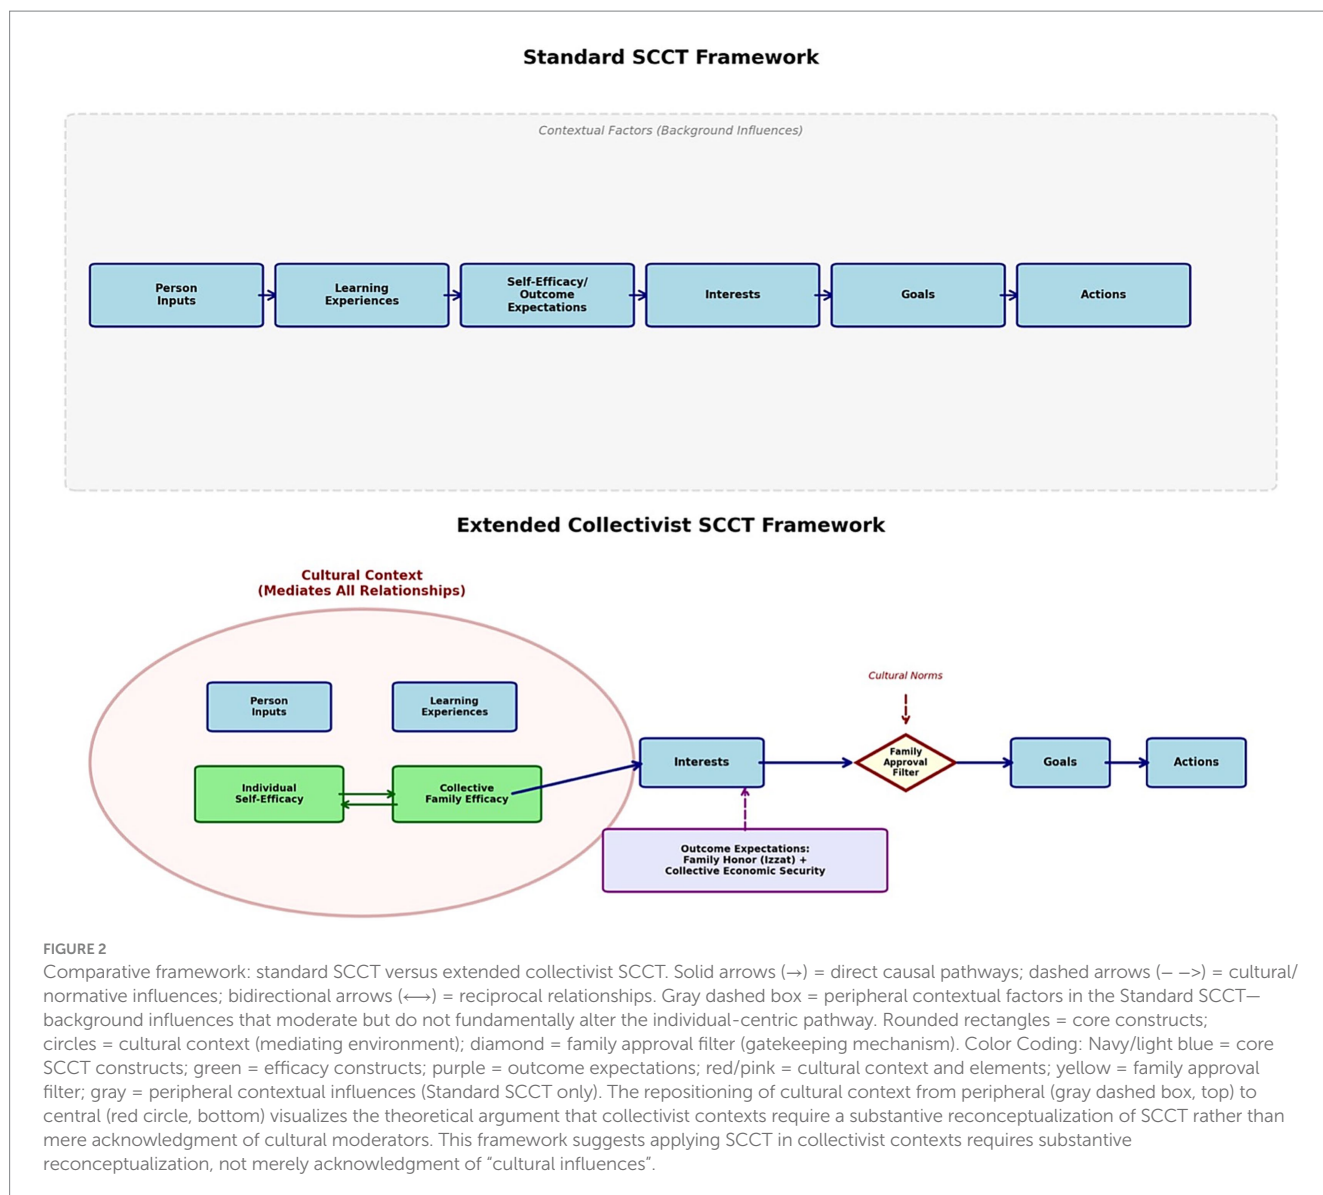 Standard SCCT Framework
Contextual Factors (Background Influences)
Person
Inputs
Learning
Experiences
Self-Efficacy/
Outcome
Expectations
Interests
Goals
Actions
Extended Collectivist SCCT Framework
Cultural Context
(Mediates All Relationships)
Person
Inputs
Learning
Experiences
Individual
Self-Efficacy
Collective
Family Efficacy
Interests
Cultural Norms
Family
Approval
Filter
Goals
Actions
Outcome Expectations:
Family Honor (Izzat) +
Collective Economic Security
FIGURE 2
Comparative framework: standard SCCT versus extended collectivist SCCT. Solid arrows (→) = direct causal pathways; dashed arrows (– –>) = cultural/
normative influences; bidirectional arrows (⟷) = reciprocal relationships. Gray dashed box = peripheral contextual factors in the Standard SCCT—
background influences that moderate but do not fundamentally alter the individual-centric pathway. Rounded rectangles = core constructs;
circles = cultural context (mediating environment); diamond = family approval filter (gatekeeping mechanism). Color Coding: Navy/light blue = core
SCCT constructs; green = efficacy constructs; purple = outcome expectations; red/pink = cultural context and elements; yellow = family approval
filter; gray = peripheral contextual influences (Standard SCCT only). The repositioning of cultural context from peripheral (gray dashed box, top) to
central (red circle, bottom) visualizes the theoretical argument that collectivist contexts require a substantive reconceptualization of SCCT rather than
mere acknowledgment of cultural moderators. This framework suggests applying SCCT in collectivist contexts requires substantive
reconceptualization, not merely acknowledgment of “cultural influences”.